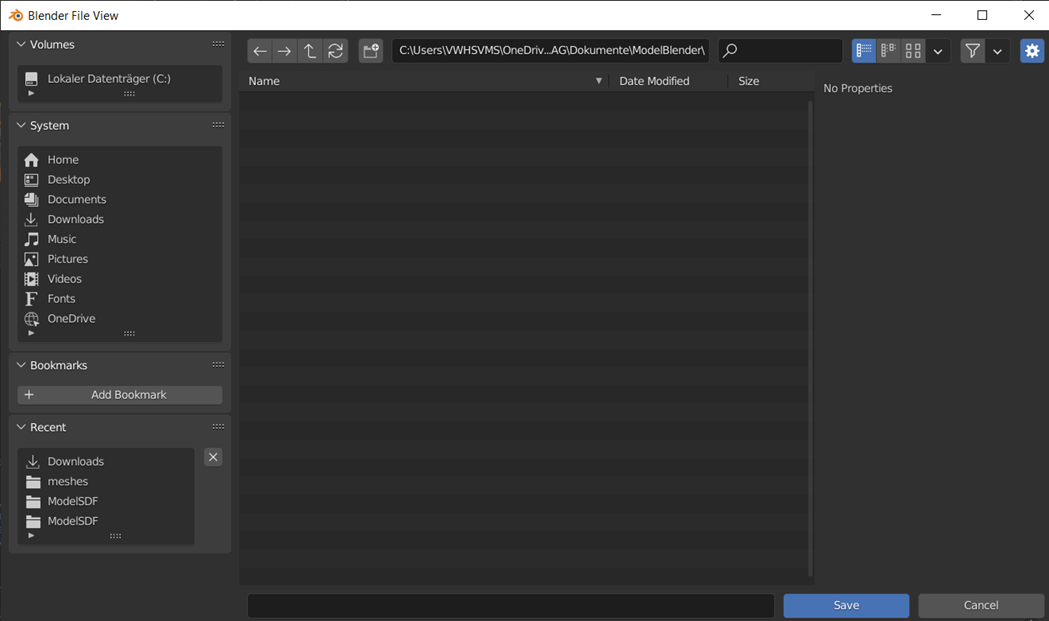 Blender File View
Volumes
Lokaler Datenträger (C:)
System
Home
Desktop
Documents
Downloads
Music
Pictures
Videos
Fonts
OneDrive
Bookmarks
Add Bookmark
Recent
Downloads
meshes
ModelSDF
ModelSDF
C:\Users\VWHSVMS\OneDriv...AG\Dokumente\ModelBlender\
Name Date Modified Size
No Properties
Save Cancel